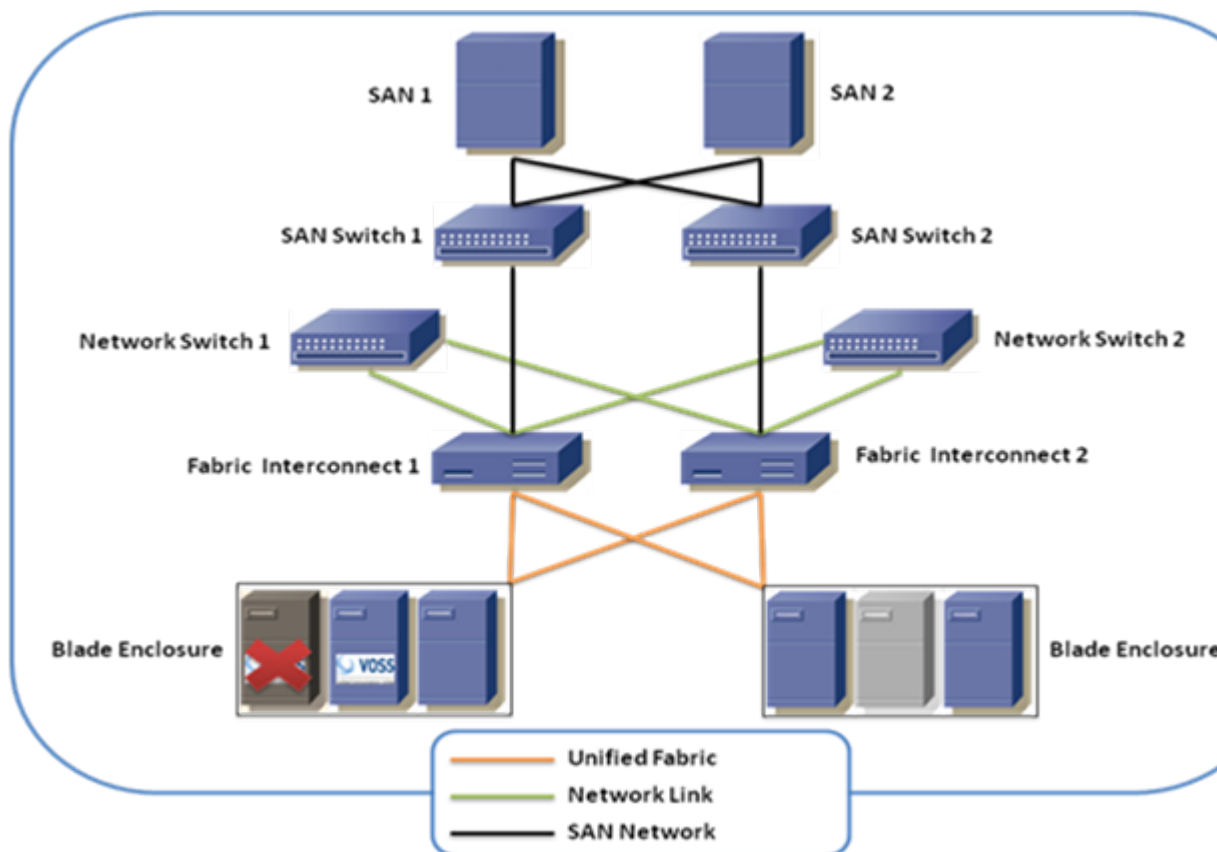 SAN 1
SAN 2
SAN Switch 1
SAN Switch 2
Network Switch 1
Network Switch 2
Fabric Interconnect 1
Fabric Interconnect 2
Blade Enclosure
VOSS
Blade Enclosure
Unified Fabric
Network Link
SAN Network